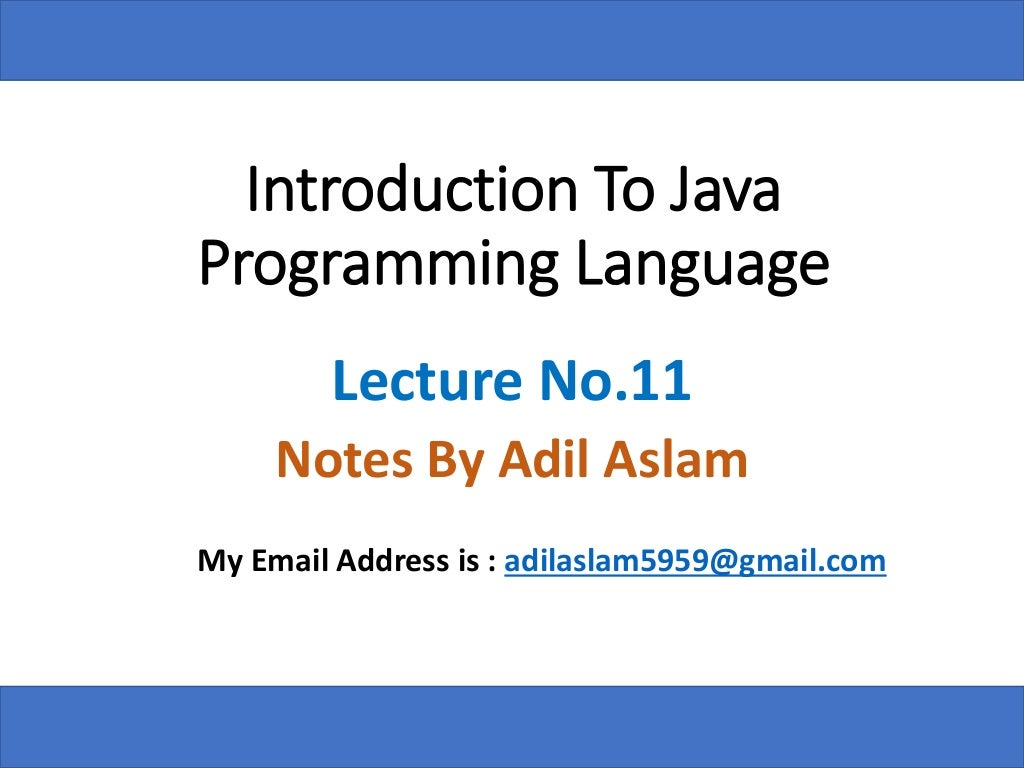 Introduction To Java
Programming Language
Lecture No.11
Notes By Adil Aslam
My Email Address is : adilaslam5959@gmail.com